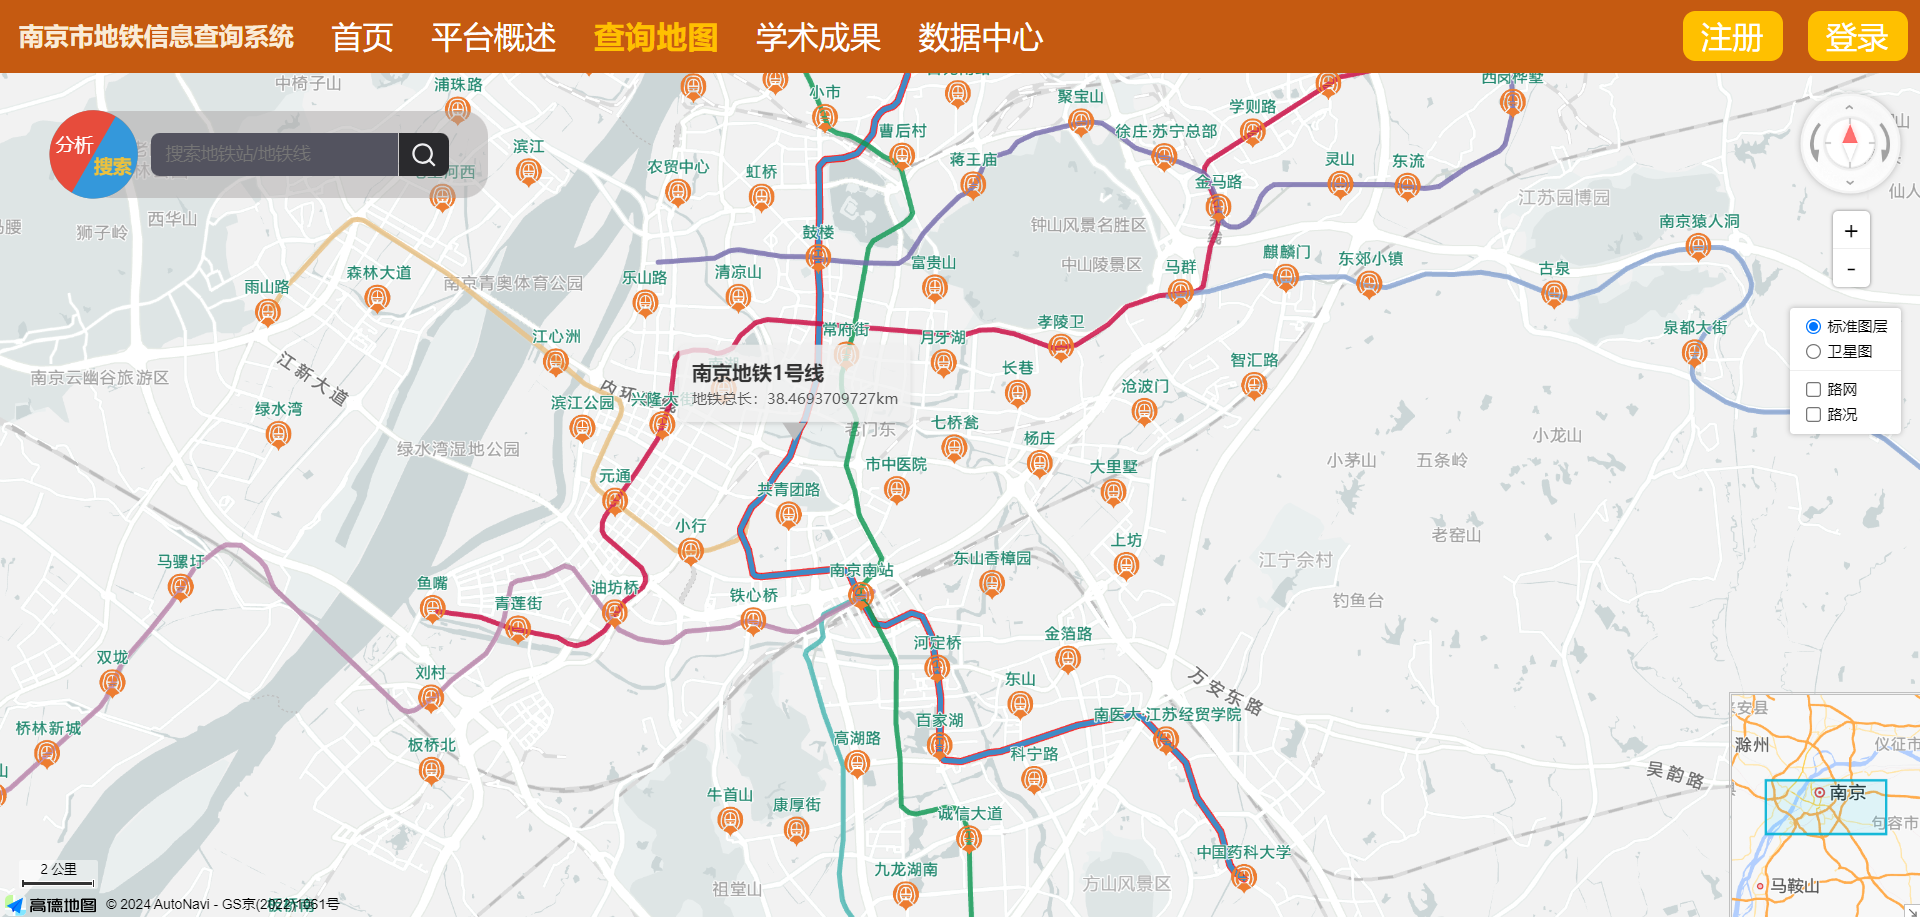 南京市地铁信息查询系统 首页 平台概述 查询地图 学术成果 数据中心 注册 登录
中椅子山
浦珠路
小市
聚宝山
学则路
西岗桦墅
分析
搜索
搜索地铁站/地铁线
滨江
曹后村
徐庄·苏宁总部
农贸中心
虹桥
蒋王庙
灵山
东流
金马路
江苏园博园
仙人
西华山
狮子岭
鼓楼
钟山风景名胜区
南京猿人洞
+
-
雨山路
森林大道
南京青奥体育公园
乐山路
清凉山
富贵山
中山陵景区
马群
麒麟门
东郊小镇
古泉
江心洲
常府街
月牙湖
孝陵卫
泉都大街
标准图层
卫星图
路网
路况
南京云幽谷旅游区
江新大道
内环
南京地铁1号线
地铁总长：38.4693709727km
长巷
智汇路
沧波门
绿水湾
滨江公园
兴隆大街
绿水湾湿地公园
老门东
七桥瓮
杨庄
小龙山
元通
市中医院
大里墅
小茅山
五条岭
共青团路
小行
上坊
老窑山
马骡圩
鱼嘴
青莲街
油坊桥
铁心桥
南京南站
东山香樟园
江宁佘村
钓鱼台
双垅
刘村
河定桥
金箔路
东山
万安东路
桥林新城
板桥北
高湖路
百家湖
科宁路
南医大·江苏经贸学院
牛首山
康厚街
诚信大道
中国药科大学
吴韵路
九龙湖南
祖堂山
方山风景区
滁州
仪征市
南京
句容市
马鞍山
2 公里
高德地图 © 2024 AutoNavi - GS京(2022)1061号